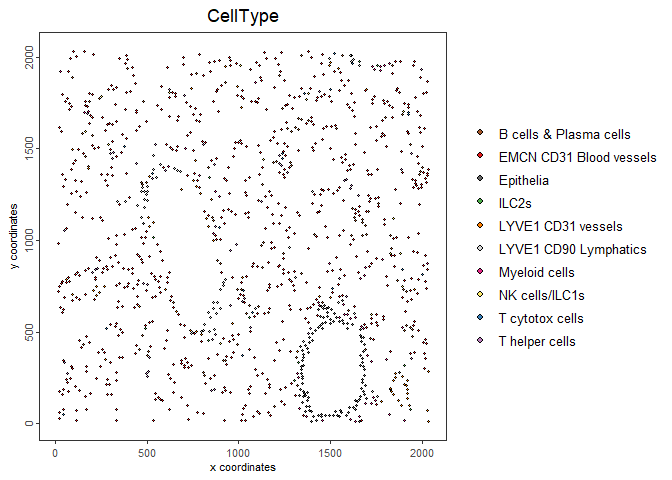 CellType
2000
1500
1000
500
0
y coordinates
0
500
1000
1500
2000
x coordinates
B cells & Plasma cells
EMCN CD31 Blood vessels
Epithelia
ILC2s
LYVE1 CD31 vessels
LYVE1 CD90 Lymphatics
Myeloid cells
NK cells/ILC1s
T cytotox cells
T helper cells